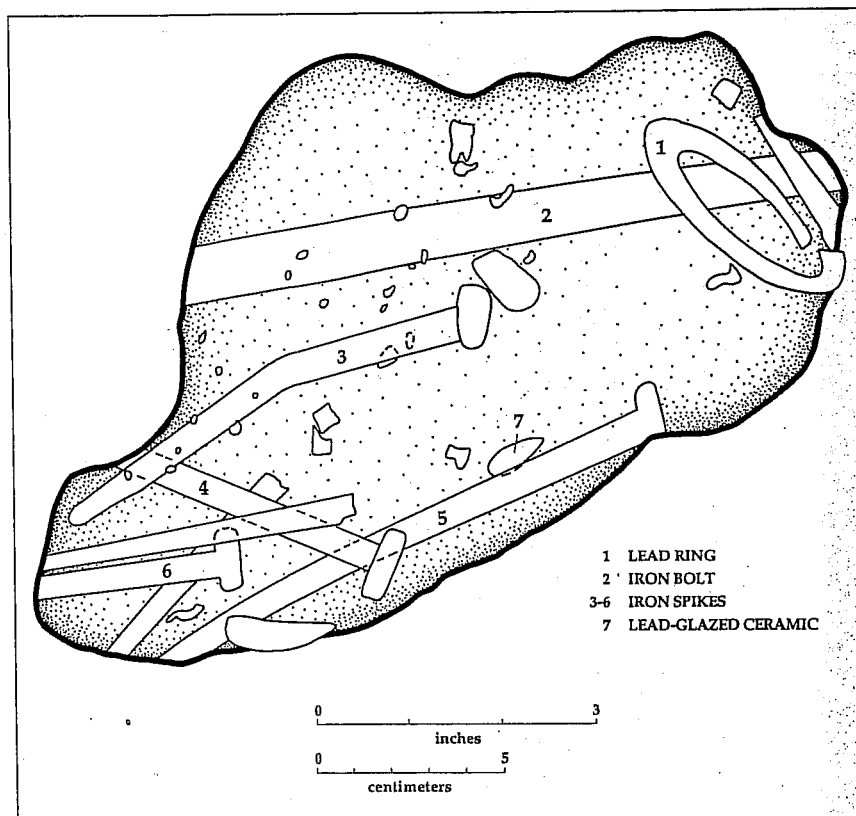 1
2
3
7
4
5
6
1 LEAD RING
2 IRON BOLT
3-6 IRON SPIKES
7 LEAD-GLAZED CERAMIC
0 3
inches
0 5
centimeters